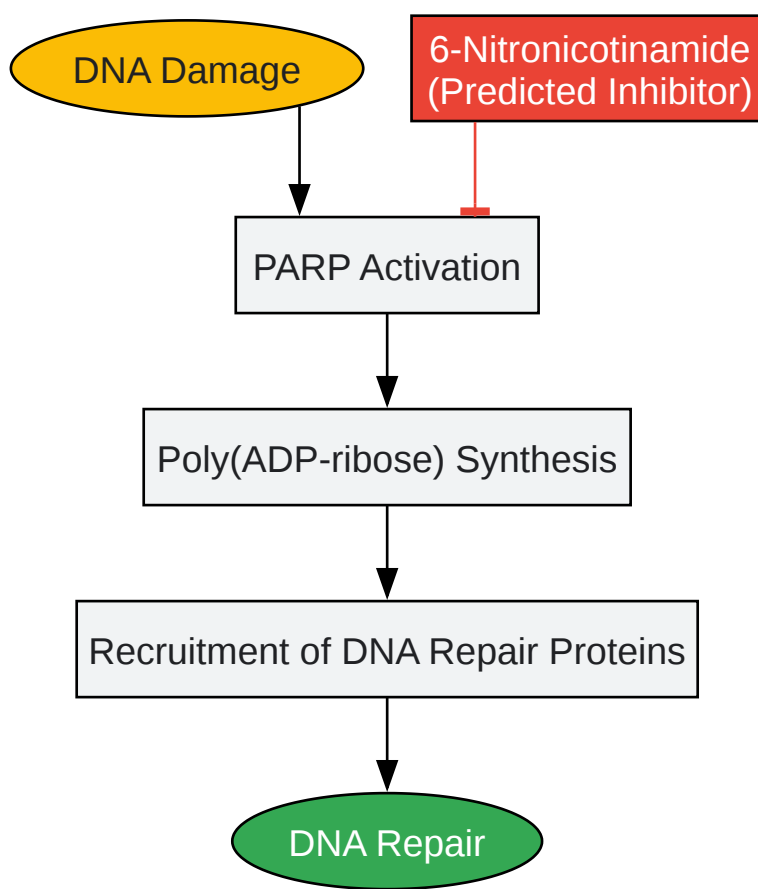 DNA Damage
6-Nitronicotinamide
(Predicted Inhibitor)
PARP Activation
Poly(ADP-ribose) Synthesis
Recruitment of DNA Repair Proteins
DNA Repair